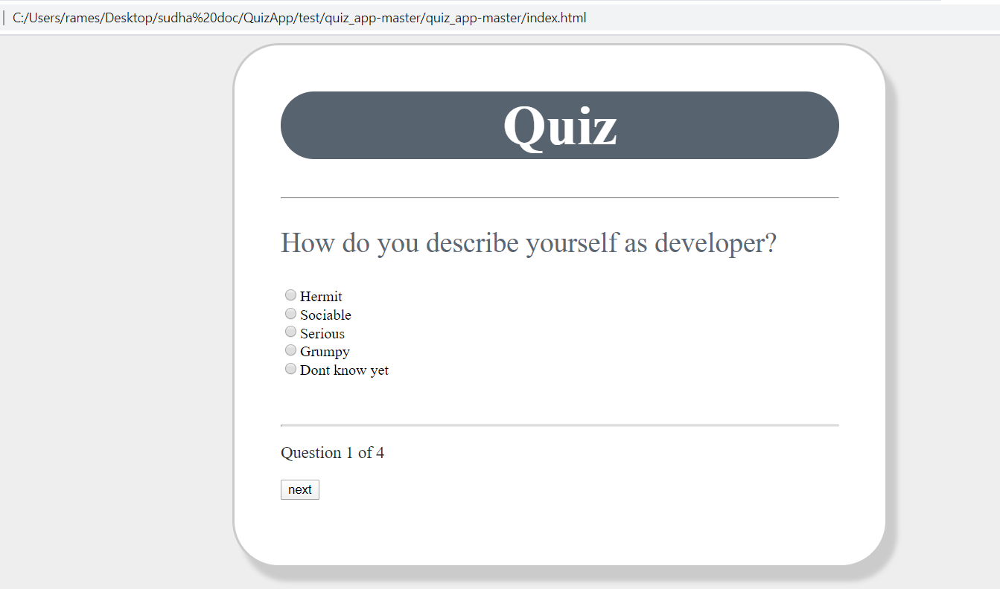 C:/Users/rames/Desktop/sudha%20doc/QuizApp/test/quiz_app-master/quiz_app-master/index.html
Quiz
How do you describe yourself as developer?
Hermit
Sociable
Serious
Grumpy
Dont know yet
Question 1 of 4
next